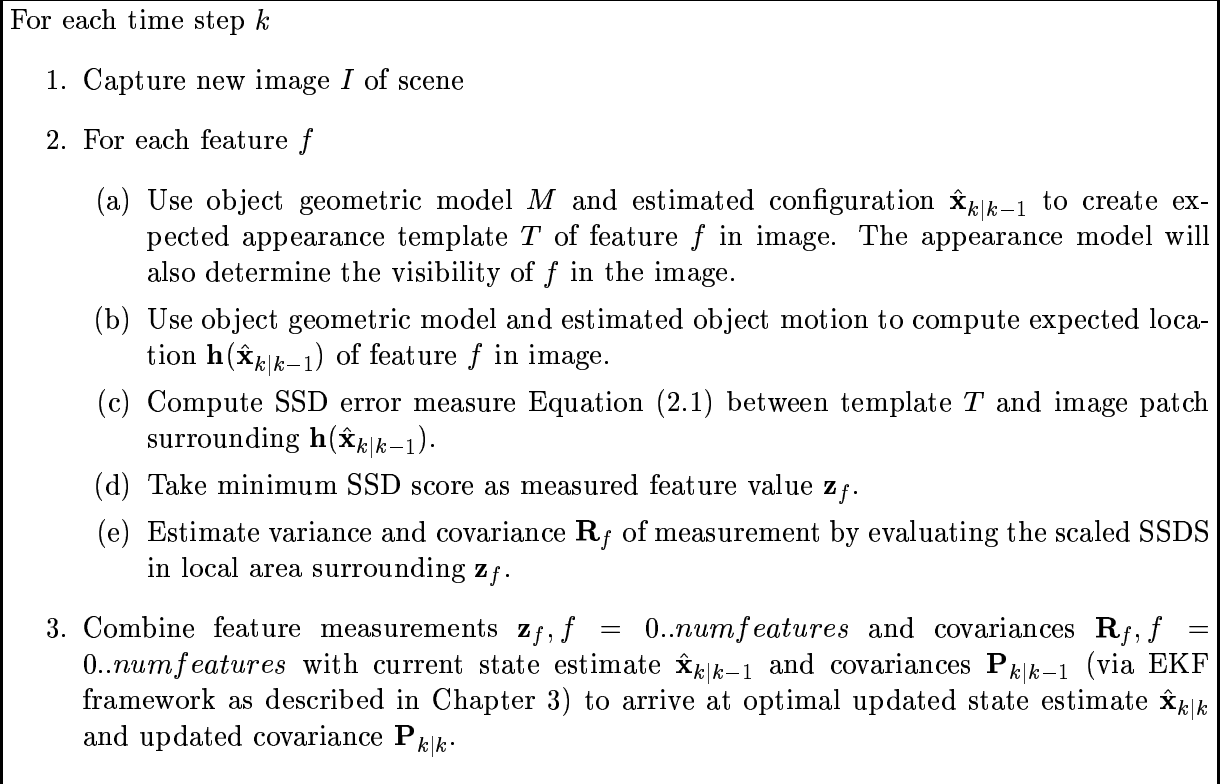 For each time step k
1. Capture new image I of scene
2. For each feature f
(a) Use object geometric model M and estimated configuration x̂_{k|k−1} to create ex-
pected appearance template T of feature f in image. The appearance model will
also determine the visibility of f in the image.
(b) Use object geometric model and estimated object motion to compute expected loca-
tion h(x̂_{k|k−1}) of feature f in image.
(c) Compute SSD error measure Equation (2.1) between template T and image patch
surrounding h(x̂_{k|k−1}).
(d) Take minimum SSD score as measured feature value z_f.
(e) Estimate variance and covariance R_f of measurement by evaluating the scaled SSDS
in local area surrounding z_f.
3. Combine feature measurements z_f, f = 0..numfeatures and covariances R_f, f =
0..numfeatures with current state estimate x̂_{k|k−1} and covariances P_{k|k−1} (via EKF
framework as described in Chapter 3) to arrive at optimal updated state estimate x̂_{k|k}
and updated covariance P_{k|k}.